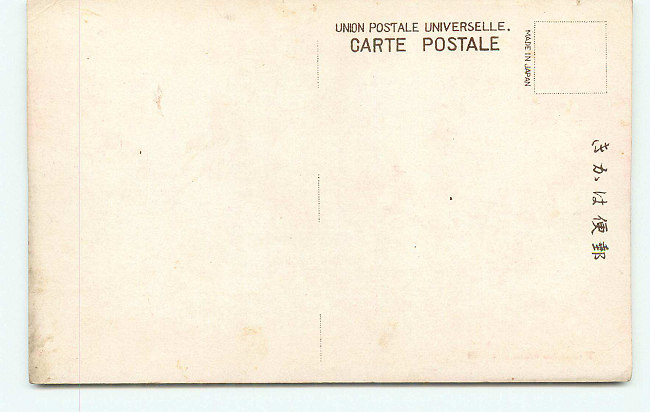 UNION POSTALE UNIVERSELLE.
CARTE POSTALE
MADE IN JAPAN
きかは便郵